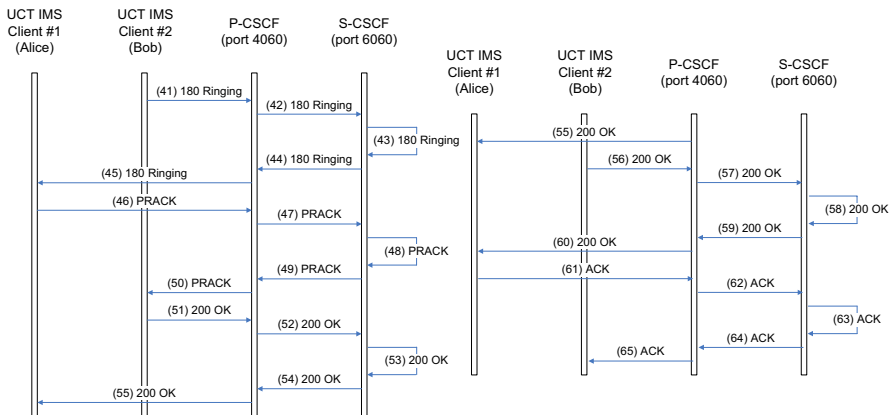 UCT IMS
Client #1
(Alice)
UCT IMS
Client #2
(Bob)
P-CSCF
(port 4060)
S-CSCF
(port 6060)
(41) 180 Ringing
(42) 180 Ringing
(43) 180 Ringing
(44) 180 Ringing
(45) 180 Ringing
(46) PRACK
(47) PRACK
(48) PRACK
(49) PRACK
(50) PRACK
(51) 200 OK
(52) 200 OK
(53) 200 OK
(54) 200 OK
(55) 200 OK
UCT IMS
Client #1
(Alice)
UCT IMS
Client #2
(Bob)
P-CSCF
(port 4060)
S-CSCF
(port 6060)
(55) 200 OK
(56) 200 OK
(57) 200 OK
(58) 200 OK
(59) 200 OK
(60) 200 OK
(61) ACK
(62) ACK
(63) ACK
(64) ACK
(65) ACK